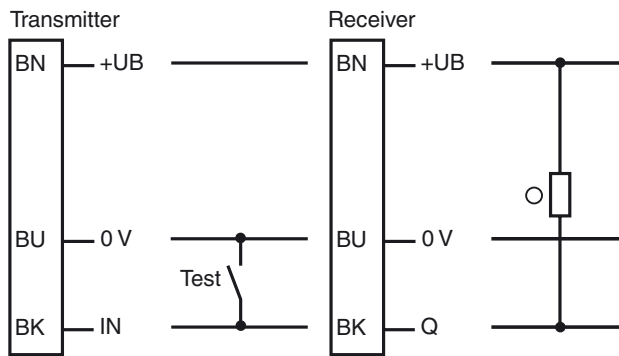 Transmitter
Receiver
BN +UB
BN +UB
BU 0 V
BU 0 V
Test
BK IN
BK Q